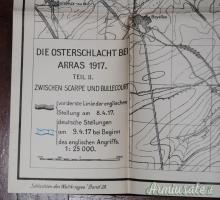 Boyelles
DIE OSTERSCHLACHT BEI
ARRAS 1917.
TEIL II.
ZWISCHEN SCARPE UND BULLECOURT
vorderste Linie der englischen
Stellung am 8.4.17.
deutsche Stellungen
am 9.4.17 bei Beginn
des englischen Angriffs.
1:25 000.
Schlachten des Weltkrieges "Band 28